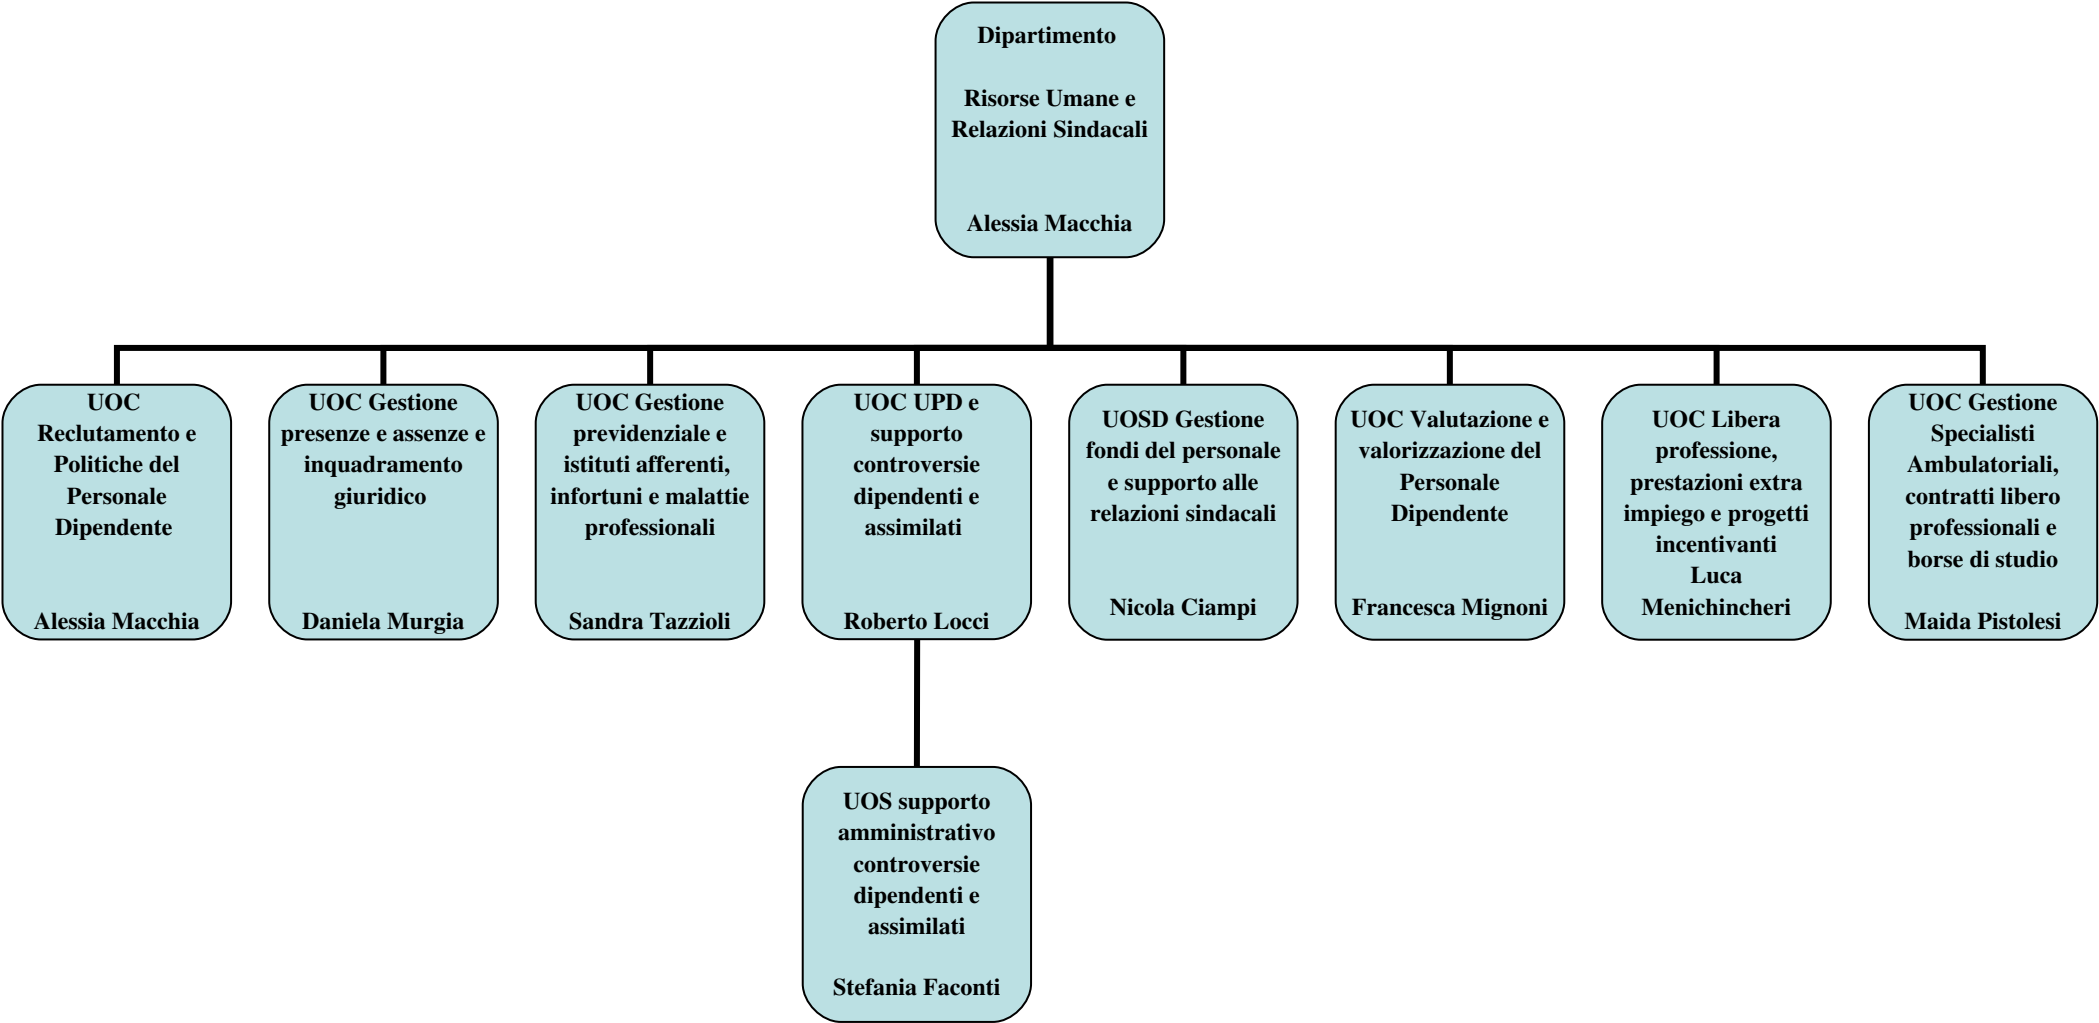 Dipartimento
Risorse Umane e
Relazioni Sindacali
Alessia Macchia
UOC
Reclutamento e
Politiche del
Personale
Dipendente
Alessia Macchia
UOC Gestione
presenze e assenze e
inquadramento
giuridico
Daniela Murgia
UOC Gestione
previdenziale e
istituti afferenti,
infortuni e malattie
professionali
Sandra Tazzioli
UOC UPD e
supporto
controversie
dipendenti e
assimilati
Roberto Locci
UOSD Gestione
fondi del personale
e supporto alle
relazioni sindacali
Nicola Ciampi
UOC Valutazione e
valorizzazione del
Personale
Dipendente
Francesca Mignoni
UOC Libera
professione,
prestazioni extra
impiego e progetti
incentivanti
Luca
Menichincheri
UOC Gestione
Specialisti
Ambulatoriali,
contratti libero
professionali e
borse di studio
Maida Pistolesi
UOS supporto
amministrativo
controversie
dipendenti e
assimilati
Stefania Faconti